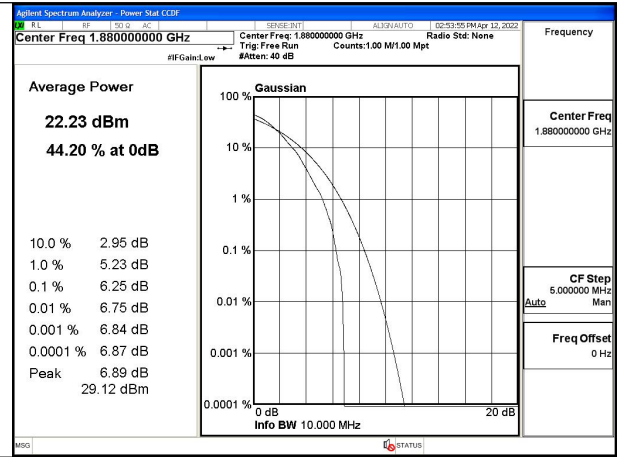 Agilent Spectrum Analyzer - Power Stat CCDF
RL RF 50 Ω AC SENSE:INT ALIGN AUTO 02:53:55 PM Apr 12, 2022
Center Freq 1.880000000 GHz
Center Freq: 1.880000000 GHz Radio Std: None
Trig: Free Run Counts:1.00 M/1.00 Mpt
#IFGain:Low #Atten: 40 dB
Frequency
Average Power
22.23 dBm
44.20 % at 0dB
10.0 % 2.95 dB
1.0 % 5.23 dB
0.1 % 6.25 dB
0.01 % 6.75 dB
0.001 % 6.84 dB
0.0001 % 6.87 dB
Peak 6.89 dB
29.12 dBm
Gaussian
100 %
10 %
1 %
0.1 %
0.01 %
0.001 %
0.0001 %
0 dB 20 dB
Info BW 10.000 MHz
Center Freq
1.880000000 GHz
CF Step
5.000000 MHz
Auto Man
Freq Offset
0 Hz
MSG STATUS